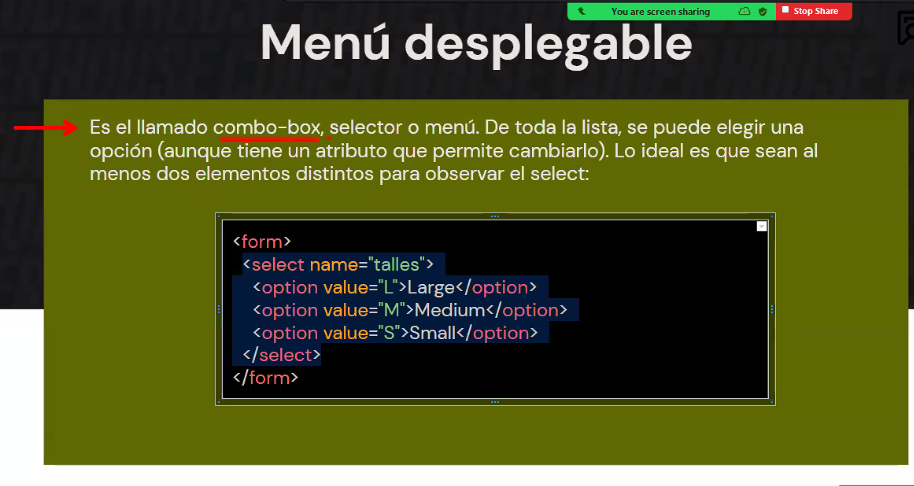 You are screen sharing
Stop Share
Menú desplegable
Es el llamado combo-box, selector o menú. De toda la lista, se puede elegir una
opción (aunque tiene un atributo que permite cambiarlo). Lo ideal es que sean al
menos dos elementos distintos para observar el select:
<form>
<select name="talles">
<option value="L">Large</option>
<option value="M">Medium</option>
<option value="S">Small</option>
</select>
</form>